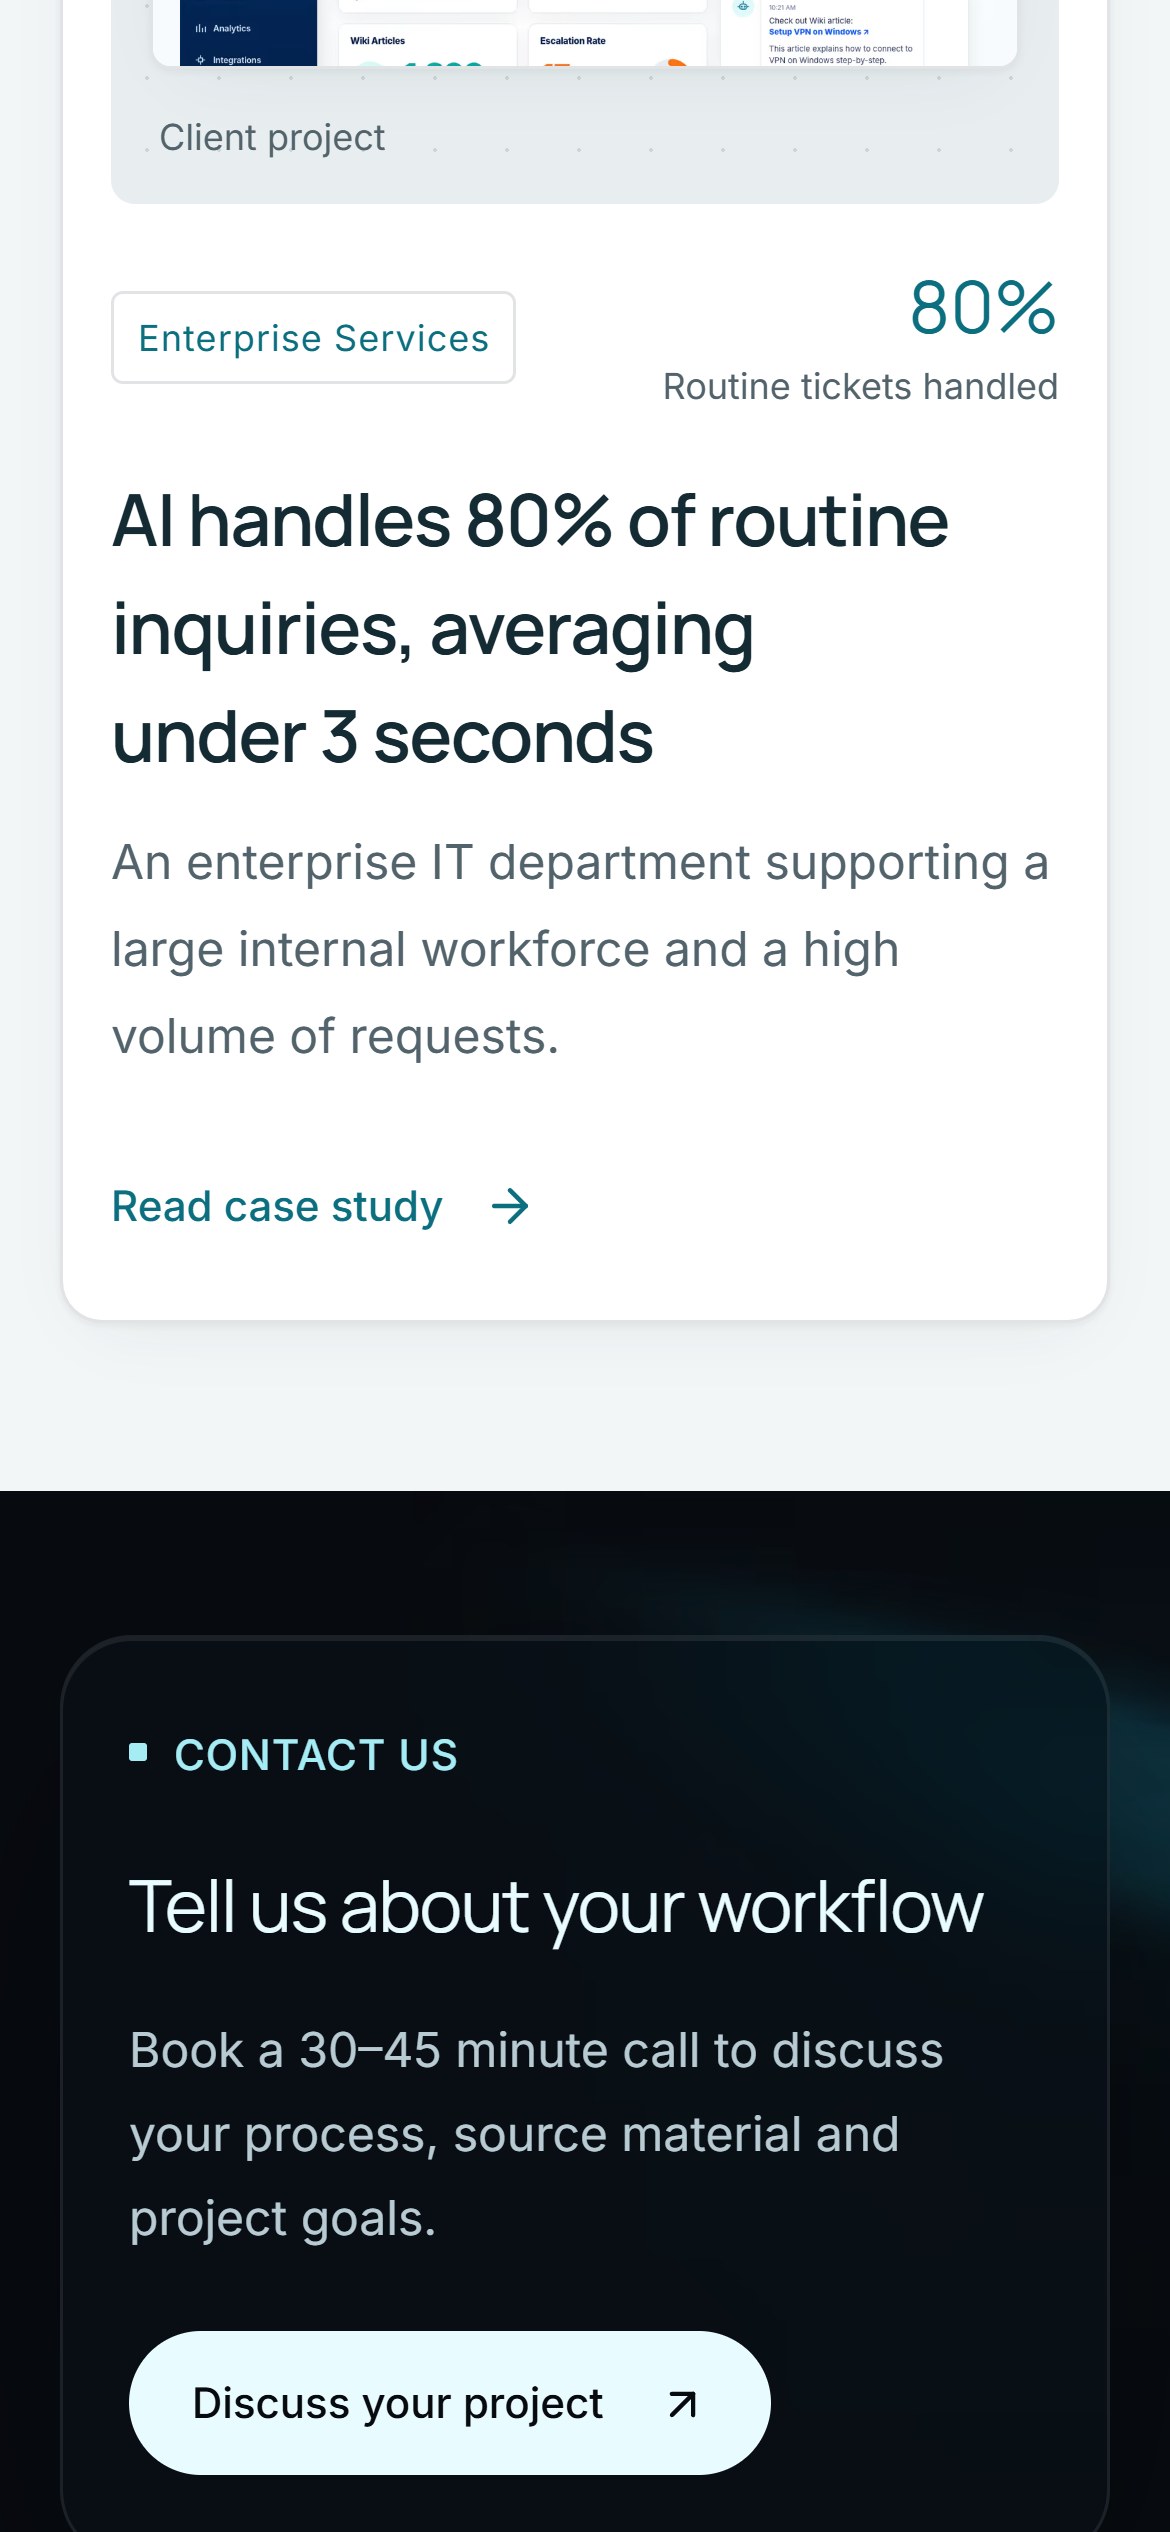 Analytics
Integrations
Wiki Articles
Escalation Rate
10:21 AM
Check out Wiki article:
Setup VPN on Windows ↗
This article explains how to connect to
VPN on Windows step-by-step.
Client project
Enterprise Services
80%
Routine tickets handled
AI handles 80% of routine
inquiries, averaging
under 3 seconds
An enterprise IT department supporting a
large internal workforce and a high
volume of requests.
Read case study →
CONTACT US
Tell us about your workflow
Book a 30–45 minute call to discuss
your process, source material and
project goals.
Discuss your project ↗